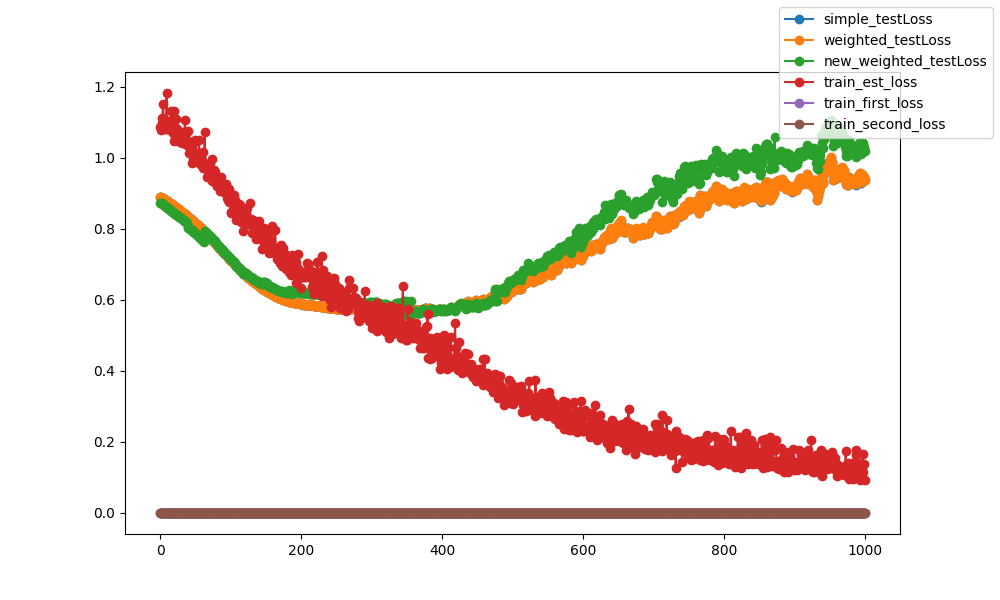 simple_testLoss
weighted_testLoss
new_weighted_testLoss
train_est_loss
train_first_loss
train_second_loss
1.2
1.0
0.8
0.6
0.4
0.2
0.0
0 200 400 600 800 1000